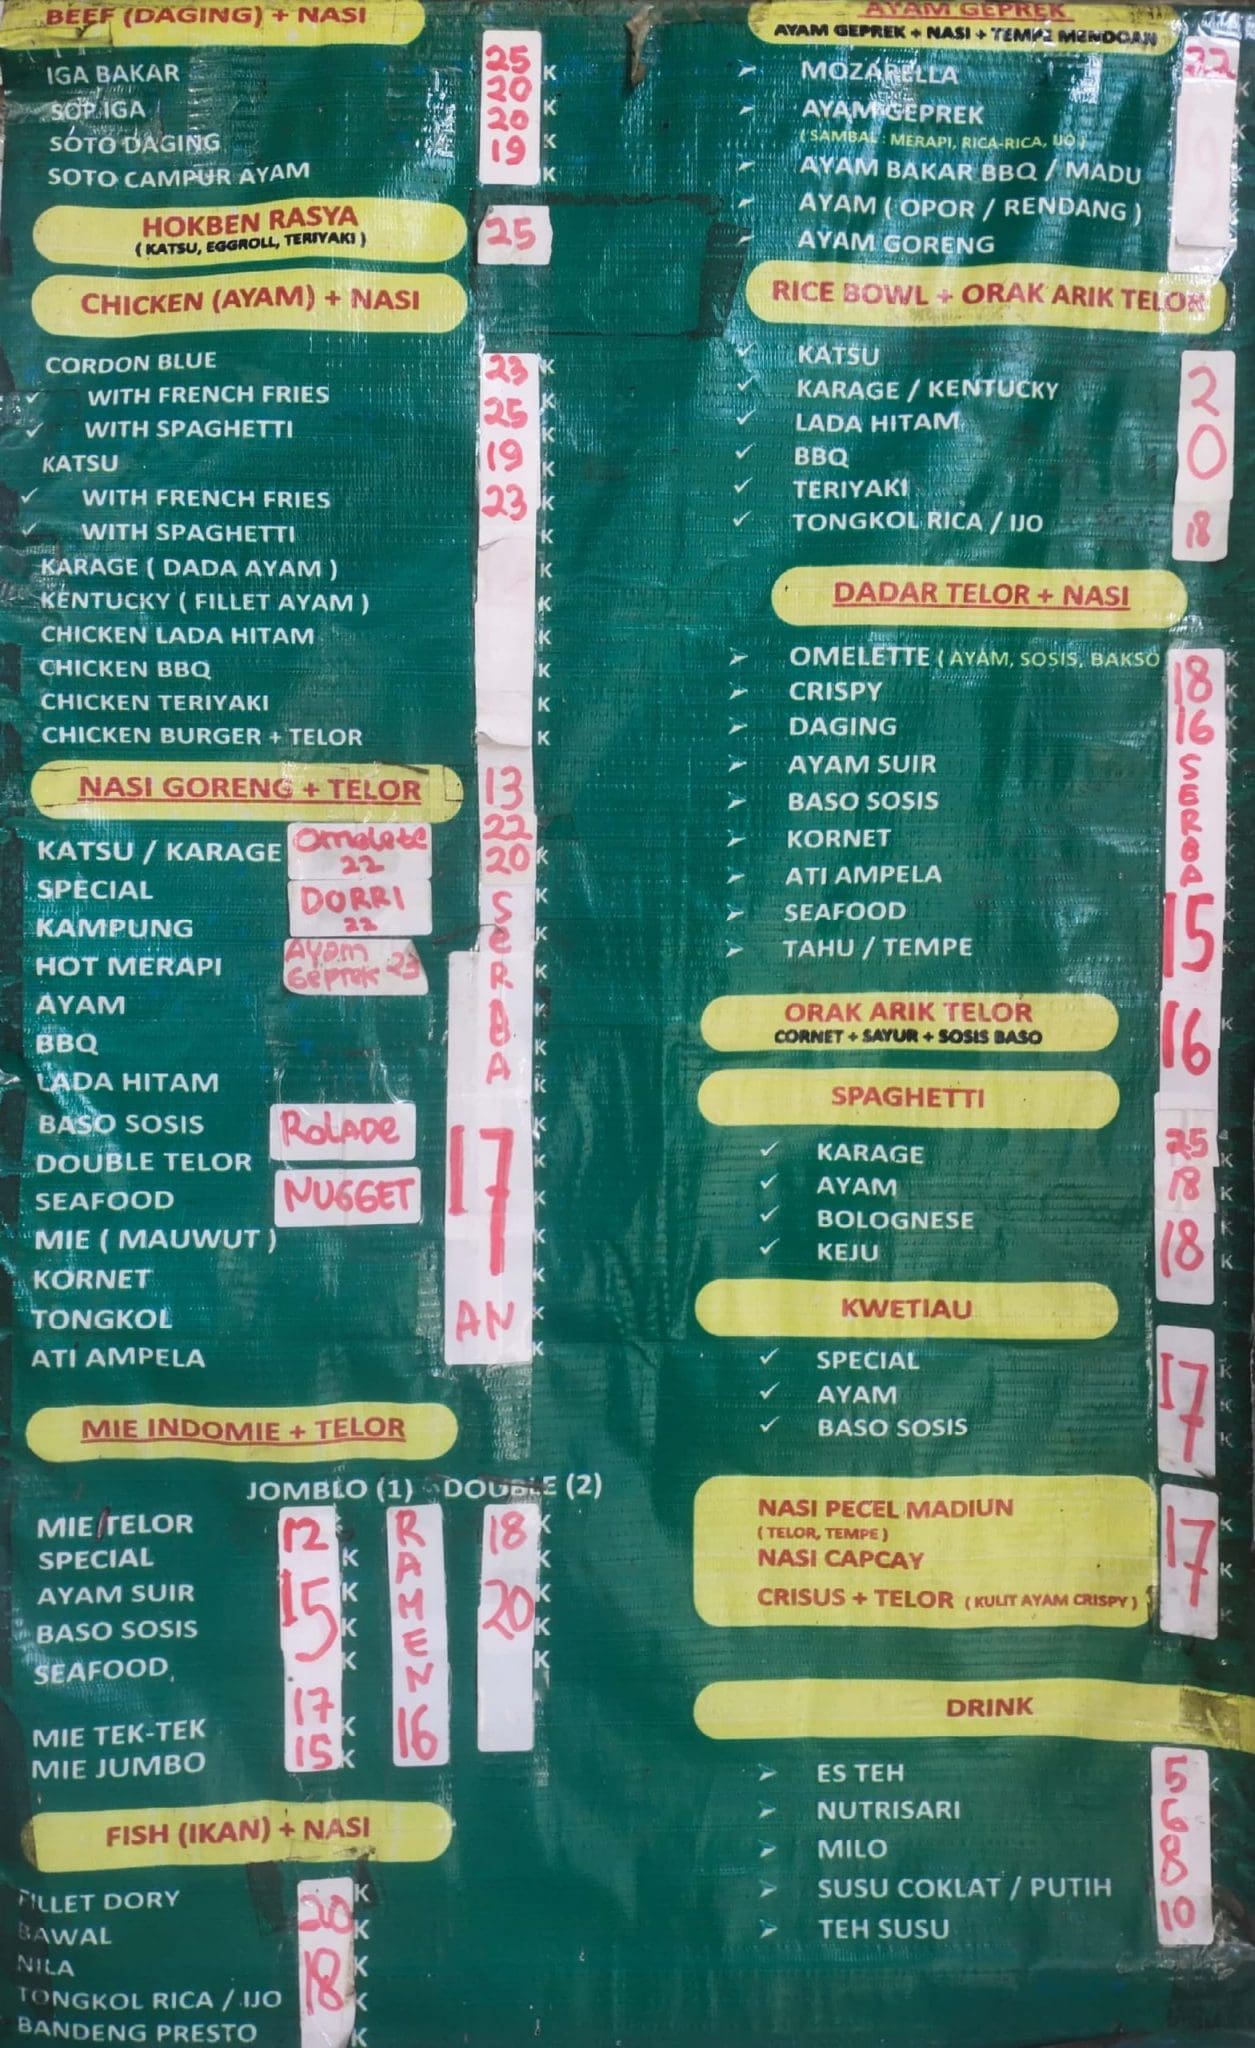 BEEF (DAGING) + NASI
IGA BAKAR 25 K
SOP IGA 20 K
SOTO DAGING 20 K
SOTO CAMPUR AYAM 19 K
HOKBEN RASYA 25
( KATSU, EGGROLL, TERIYAKI )
CHICKEN (AYAM) + NASI
CORDON BLUE 23 K
WITH FRENCH FRIES 25 K
WITH SPAGHETTI K
KATSU 19 K
WITH FRENCH FRIES 23 K
WITH SPAGHETTI K
KARAGE ( DADA AYAM ) K
KENTUCKY ( FILLET AYAM ) K
CHICKEN LADA HITAM K
CHICKEN BBQ K
CHICKEN TERIYAKI K
CHICKEN BURGER + TELOR K
NASI GORENG + TELOR 13
22
KATSU / KARAGE Omelete 22 20 K
SPECIAL DORRI 22 K
KAMPUNG K
HOT MERAPI Ayam Geprek 23 K
AYAM K
BBQ K
LADA HITAM K
SeRBA
BASO SOSIS ROLADE K
DOUBLE TELOR 17 K
SEAFOOD NUGGET K
MIE ( MAUWUT ) K
KORNET K
TONGKOL AN K
ATI AMPELA K
MIE INDOMIE + TELOR
JOMBLO (1) DOUBLE (2)
MIE TELOR 12 18 K
SPECIAL K K
AYAM SUIR 15 K 20 K
BASO SOSIS K K
SEAFOOD K K
RAMEN 16
17
MIE TEK-TEK K
MIE JUMBO 15 K
FISH (IKAN) + NASI
FILLET DORY 20 K
BAWAL K
NILA 18 K
TONGKOL RICA / IJO K
BANDENG PRESTO K
AYAM GEPREK
AYAM GEPREK + NASI + TEMPE MENDOAN
MOZARELLA 22 K
AYAM GEPREK K
( SAMBAL : MERAPI, RICA-RICA, IJO )
AYAM BAKAR BBQ / MADU
AYAM ( OPOR / RENDANG )
AYAM GORENG
RICE BOWL + ORAK ARIK TELOR
KATSU
KARAGE / KENTUCKY 20
LADA HITAM
BBQ
TERIYAKI
TONGKOL RICA / IJO 18
DADAR TELOR + NASI
OMELETTE ( AYAM, SOSIS, BAKSO 18 K
CRISPY K
DAGING 16 K
AYAM SUIR K
BASO SOSIS K
KORNET K
SERBA
ATI AMPELA K
SEAFOOD 15 K
TAHU / TEMPE K
ORAK ARIK TELOR 16 K
CORNET + SAYUR + SOSIS BASO
SPAGHETTI
KARAGE 25 K
AYAM 18 K
BOLOGNESE K
KEJU 18 K
KWETIAU
SPECIAL 17 K
AYAM K
BASO SOSIS K
NASI PECEL MADIUN 17 K
( TELOR, TEMPE )
NASI CAPCAY K
CRISUS + TELOR ( KULIT AYAM CRISPY ) K
DRINK
ES TEH 5 K
NUTRISARI 6
MILO 8
SUSU COKLAT / PUTIH
TEH SUSU 10